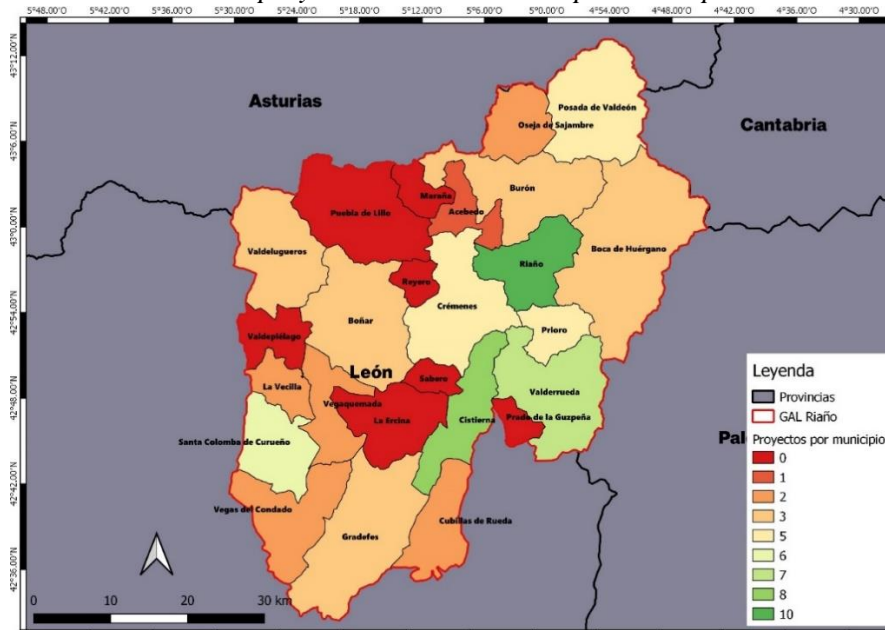 5°48.00'O 5°42.00'O 5°36.00'O 5°30.00'O 5°24.00'O 5°18.00'O 5°12.00'O 5°6.00'O 5°0.00'O 4°54.00'O 4°48.00'O 4°42.00'O 4°36.00'O 4°30.00'O
43°12.00'N
Asturias
Posada de Valdeón
Oseja de Sajambre
Cantabria
43°6.00'N
Maraña
Burón
Puebla de Lillo
Acebedo
43°0.00'N
Valdelugueros
Boca de Huérgano
Riaño
Reyero
Crémenes
42°54.00'N
Boñar
Valdepiélago
Prioro
León
Sabero
La Vecilla
Valderrueda
42°48.00'N
Vegaquemada
Prado de la Guzpeña
La Ercina
Cistierna
Santa Colomba de Curueño
42°42.00'N
Vegas del Condado
Cubillas de Rueda
Gradefes
42°36.00'N
0 10 20 30 km
Leyenda
Provincias
GAL Riaño
Proyectos por municipio
0
1
2
3
5
6
7
8
10